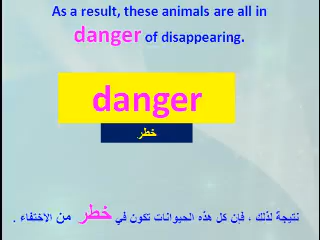 As a result, these animals are all in
danger of disappearing.
danger
خطر
نتيجة لذلك ، فإن كل هذه الحيوانات تكون في خطر من الاختفاء .